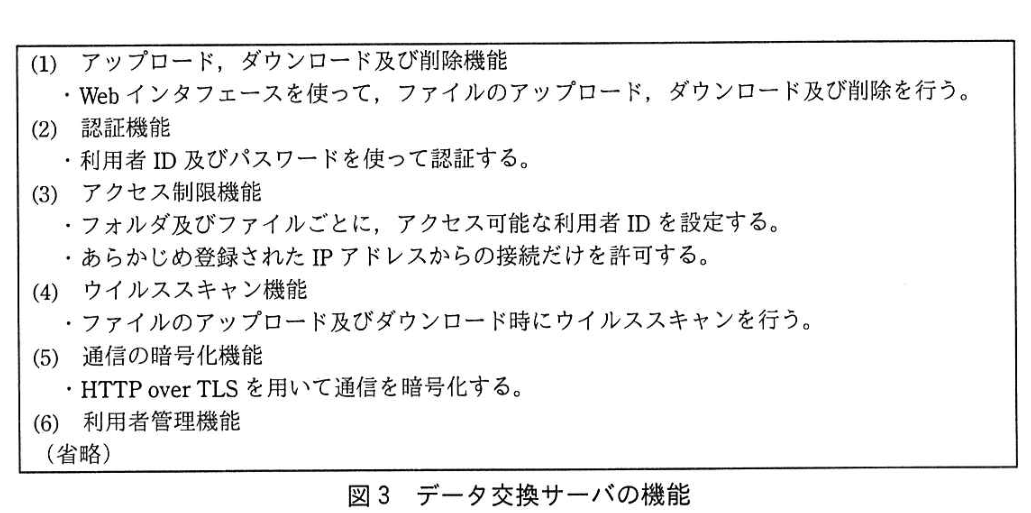 (1) アップロード，ダウンロード及び削除機能
・Web インタフェースを使って，ファイルのアップロード，ダウンロード及び削除を行う。
(2) 認証機能
・利用者 ID 及びパスワードを使って認証する。
(3) アクセス制限機能
・フォルダ及びファイルごとに，アクセス可能な利用者 ID を設定する。
・あらかじめ登録された IP アドレスからの接続だけを許可する。
(4) ウイルススキャン機能
・ファイルのアップロード及びダウンロード時にウイルススキャンを行う。
(5) 通信の暗号化機能
・HTTP over TLS を用いて通信を暗号化する。
(6) 利用者管理機能
（省略）
図3 データ交換サーバの機能